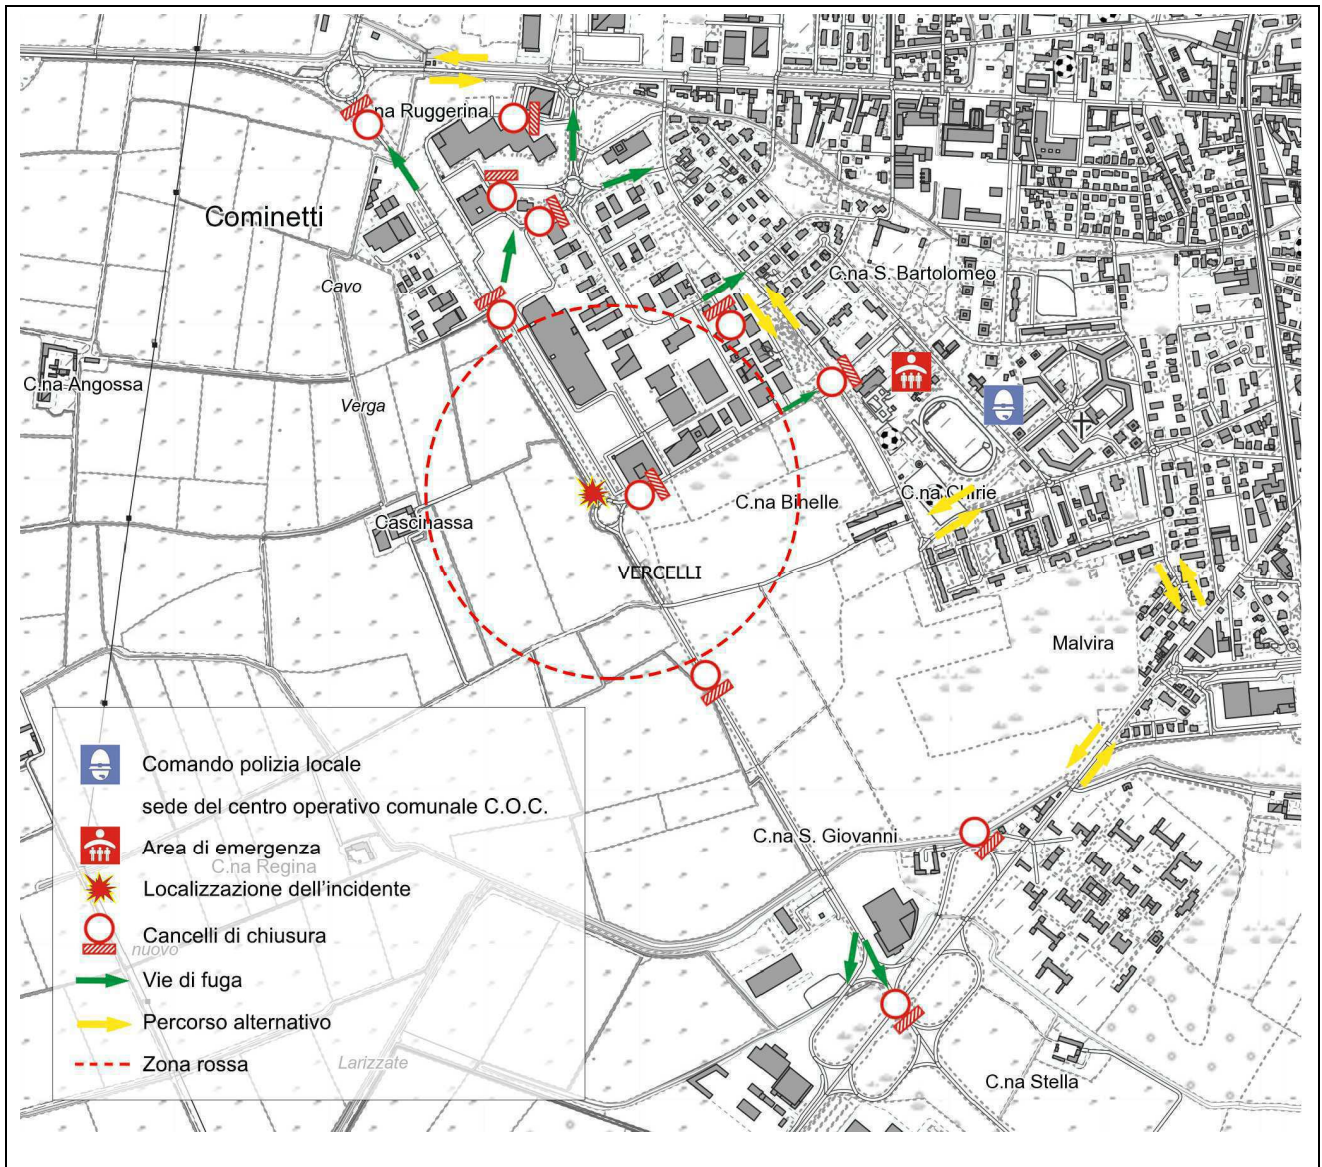 na Ruggerina
Cominetti
C.na S. Bartolomeo
Cavo
C.na Angossa
Verga
C.na Binelle
C.na Chirie
Cascinassa
VERCELLI
Malvira
C.na S. Giovanni
C.na Stella
Comando polizia locale
sede del centro operativo comunale C.O.C.
Area di emergenza
C.na Regina
Localizzazione dell'incidente
Cancelli di chiusura
nuovo
Vie di fuga
Percorso alternativo
Zona rossa
Larizzate